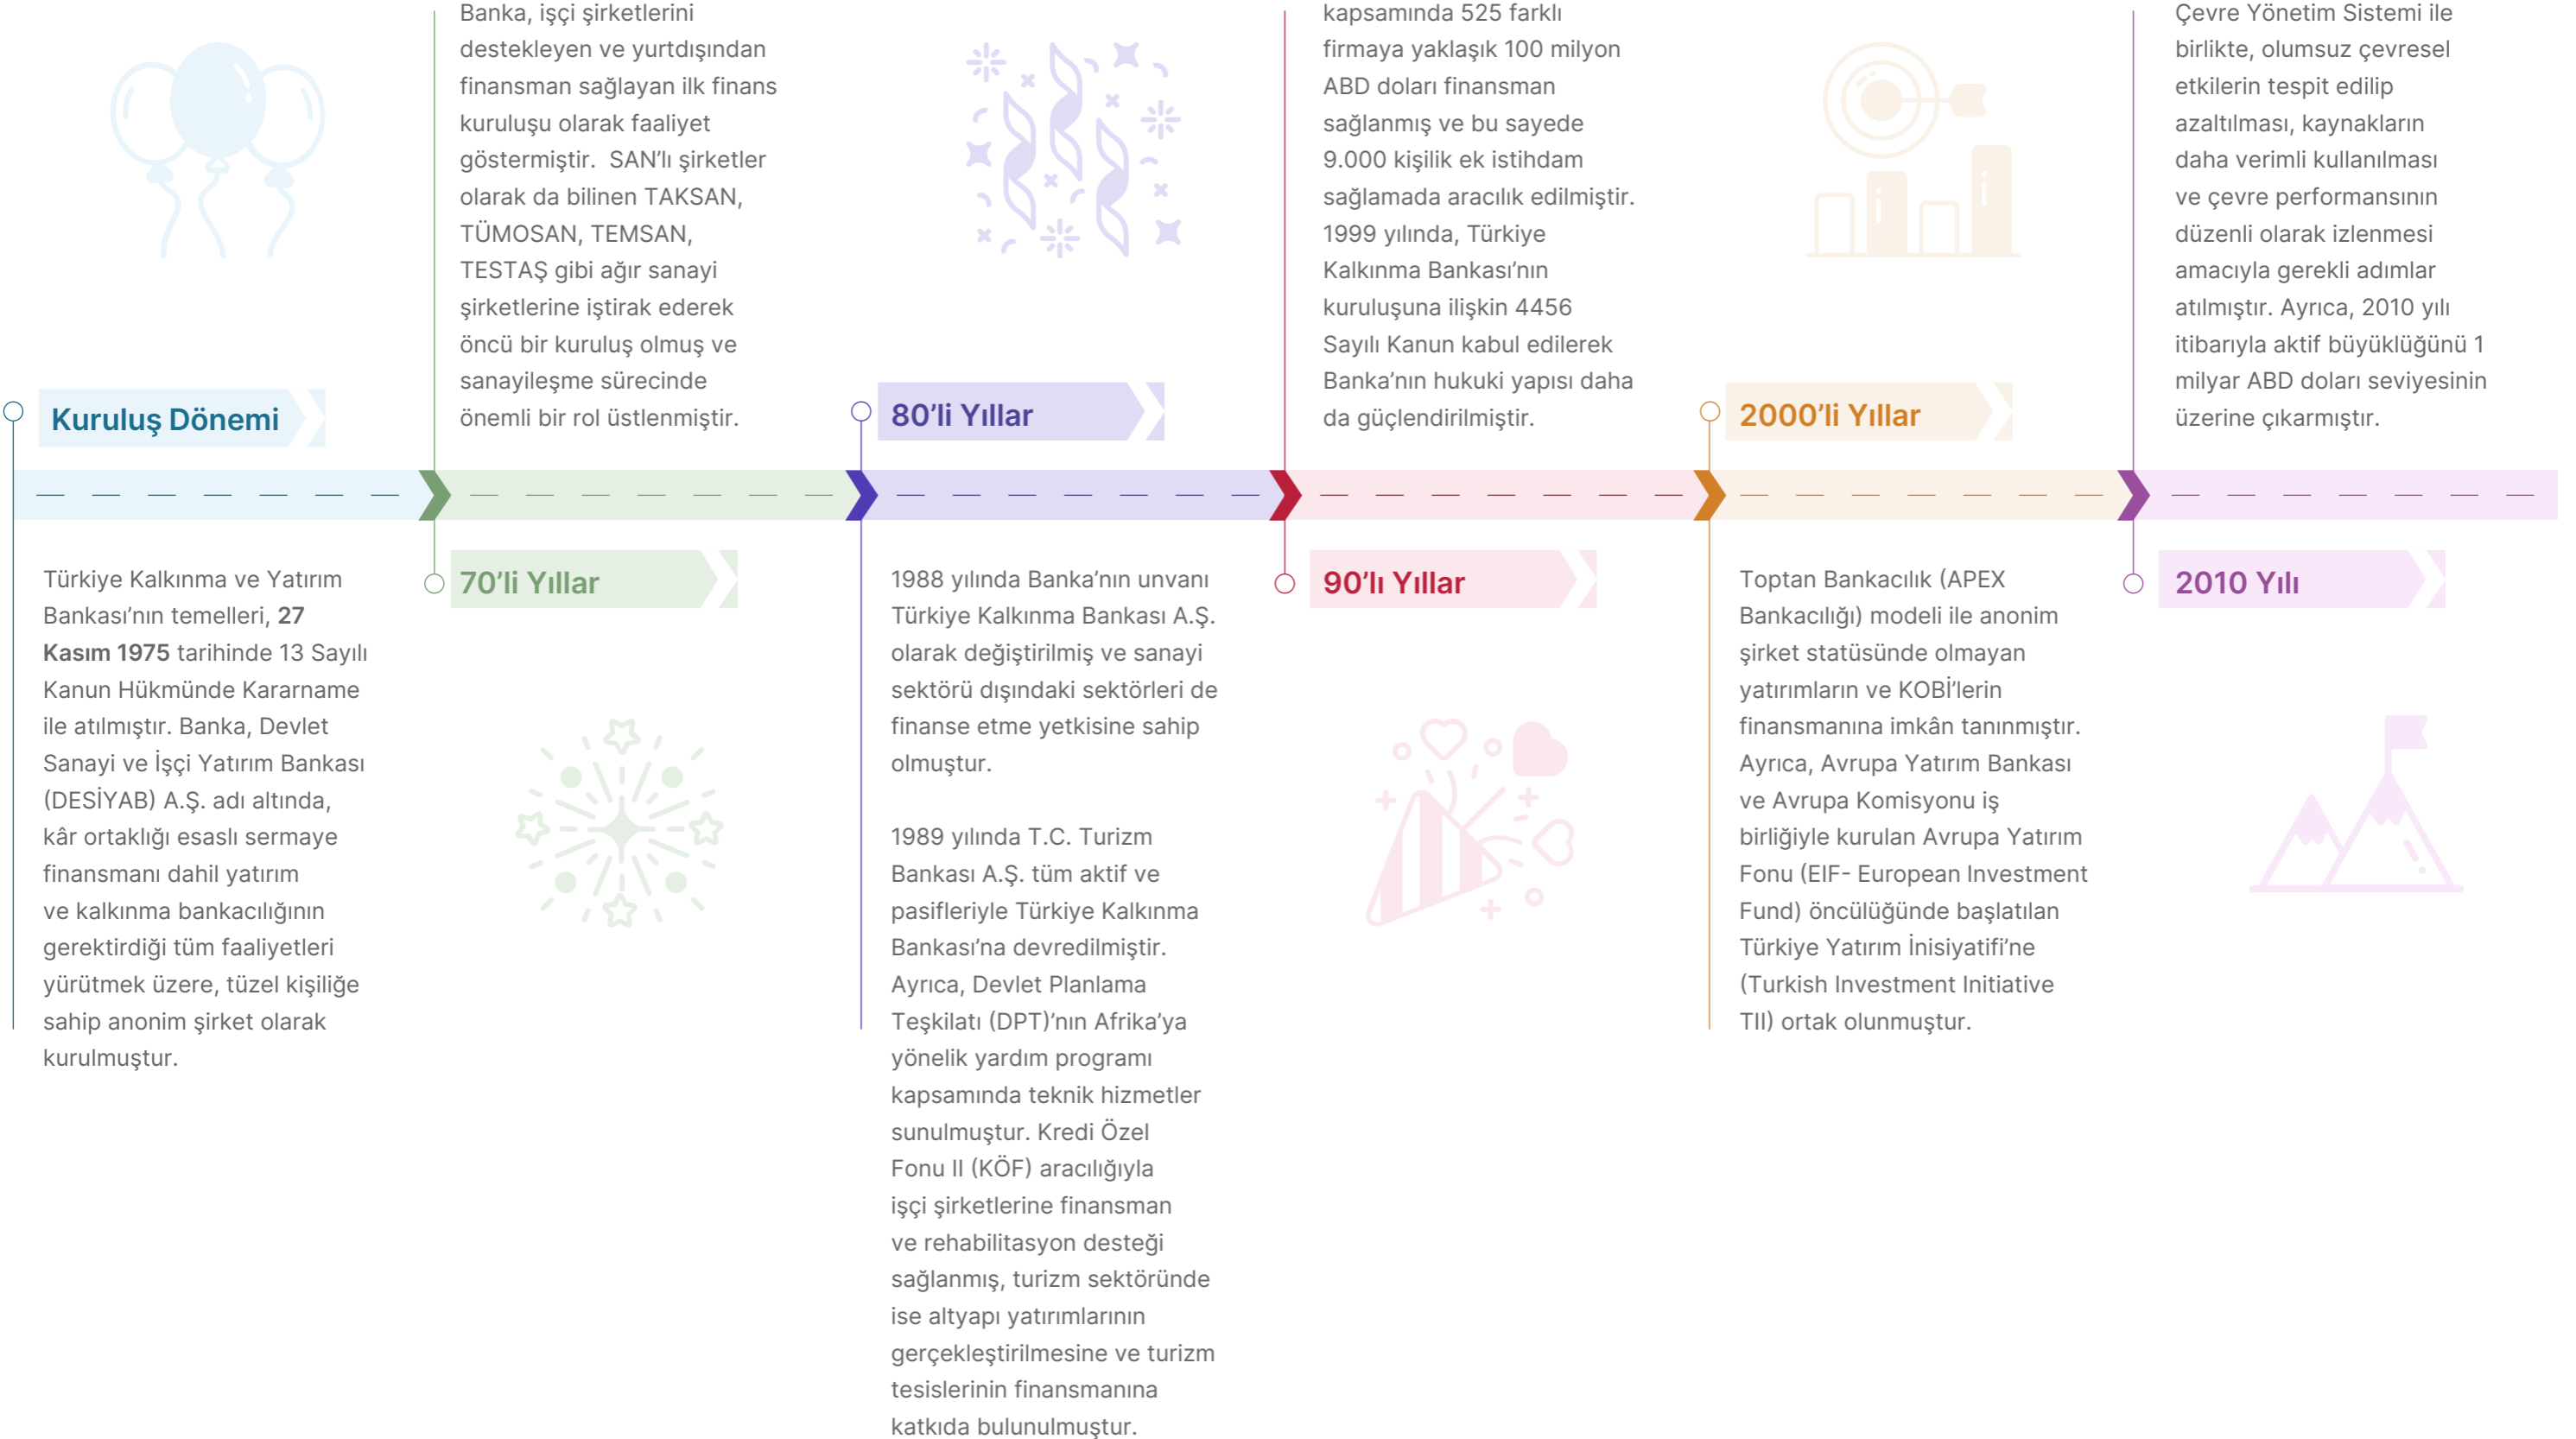 Kuruluş Dönemi
Türkiye Kalkınma ve Yatırım
Bankası’nın temelleri, 27
Kasım 1975 tarihinde 13 Sayılı
Kanun Hükmünde Kararname
ile atılmıştır. Banka, Devlet
Sanayi ve İşçi Yatırım Bankası
(DESİYAB) A.Ş. adı altında,
kâr ortaklığı esaslı sermaye
finansmanı dahil yatırım
ve kalkınma bankacılığının
gerektirdiği tüm faaliyetleri
yürütmek üzere, tüzel kişiliğe
sahip anonim şirket olarak
kurulmuştur.
Banka, işçi şirketlerini
destekleyen ve yurtdışından
finansman sağlayan ilk finans
kuruluşu olarak faaliyet
göstermiştir.  SAN’lı şirketler
olarak da bilinen TAKSAN,
TÜMOSAN, TEMSAN,
TESTAŞ gibi ağır sanayi
şirketlerine iştirak ederek
öncü bir kuruluş olmuş ve
sanayileşme sürecinde
önemli bir rol üstlenmiştir.
70’li Yıllar
80’li Yıllar
1988 yılında Banka’nın unvanı
Türkiye Kalkınma Bankası A.Ş.
olarak değiştirilmiş ve sanayi
sektörü dışındaki sektörleri de
finanse etme yetkisine sahip
olmuştur.
1989 yılında T.C. Turizm
Bankası A.Ş. tüm aktif ve
pasifleriyle Türkiye Kalkınma
Bankası’na devredilmiştir.
Ayrıca, Devlet Planlama
Teşkilatı (DPT)’nın Afrika’ya
yönelik yardım programı
kapsamında teknik hizmetler
sunulmuştur. Kredi Özel
Fonu II (KÖF) aracılığıyla
işçi şirketlerine finansman
ve rehabilitasyon desteği
sağlanmış, turizm sektöründe
ise altyapı yatırımlarının
gerçekleştirilmesine ve turizm
tesislerinin finansmanına
katkıda bulunulmuştur.
kapsamında 525 farklı
firmaya yaklaşık 100 milyon
ABD doları finansman
sağlanmış ve bu sayede
9.000 kişilik ek istihdam
sağlamada aracılık edilmiştir.
1999 yılında, Türkiye
Kalkınma Bankası’nın
kuruluşuna ilişkin 4456
Sayılı Kanun kabul edilerek
Banka’nın hukuki yapısı daha
da güçlendirilmiştir.
90’lı Yıllar
2000’li Yıllar
Toptan Bankacılık (APEX
Bankacılığı) modeli ile anonim
şirket statüsünde olmayan
yatırımların ve KOBİ’lerin
finansmanına imkân tanınmıştır.
Ayrıca, Avrupa Yatırım Bankası
ve Avrupa Komisyonu iş
birliğiyle kurulan Avrupa Yatırım
Fonu (EIF- European Investment
Fund) öncülüğünde başlatılan
Türkiye Yatırım İnisiyatifi’ne
(Turkish Investment Initiative
TII) ortak olunmuştur.
Çevre Yönetim Sistemi ile
birlikte, olumsuz çevresel
etkilerin tespit edilip
azaltılması, kaynakların
daha verimli kullanılması
ve çevre performansının
düzenli olarak izlenmesi
amacıyla gerekli adımlar
atılmıştır. Ayrıca, 2010 yılı
itibarıyla aktif büyüklüğünü 1
milyar ABD doları seviyesinin
üzerine çıkarmıştır.
2010 Yılı